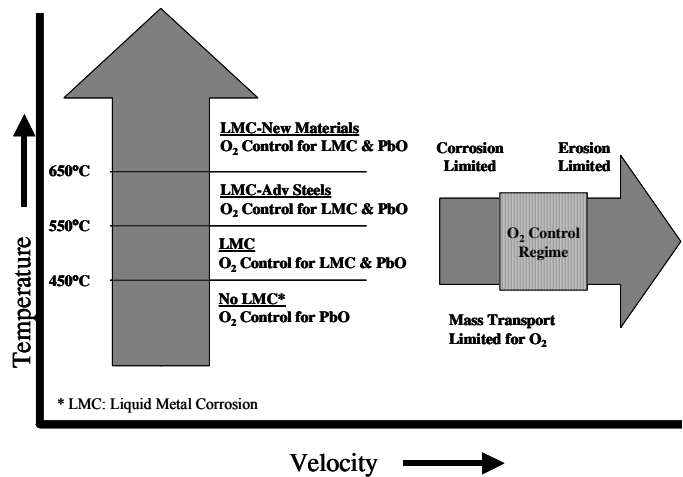 LMC-New Materials
O2 Control for LMC & PbO
650°C
LMC-Adv Steels
O2 Control for LMC & PbO
550°C
LMC
O2 Control for LMC & PbO
450°C
No LMC*
O2 Control for PbO
Corrosion
Limited
Erosion
Limited
O2 Control
Regime
Mass Transport
Limited for O2
Temperature
* LMC: Liquid Metal Corrosion
Velocity